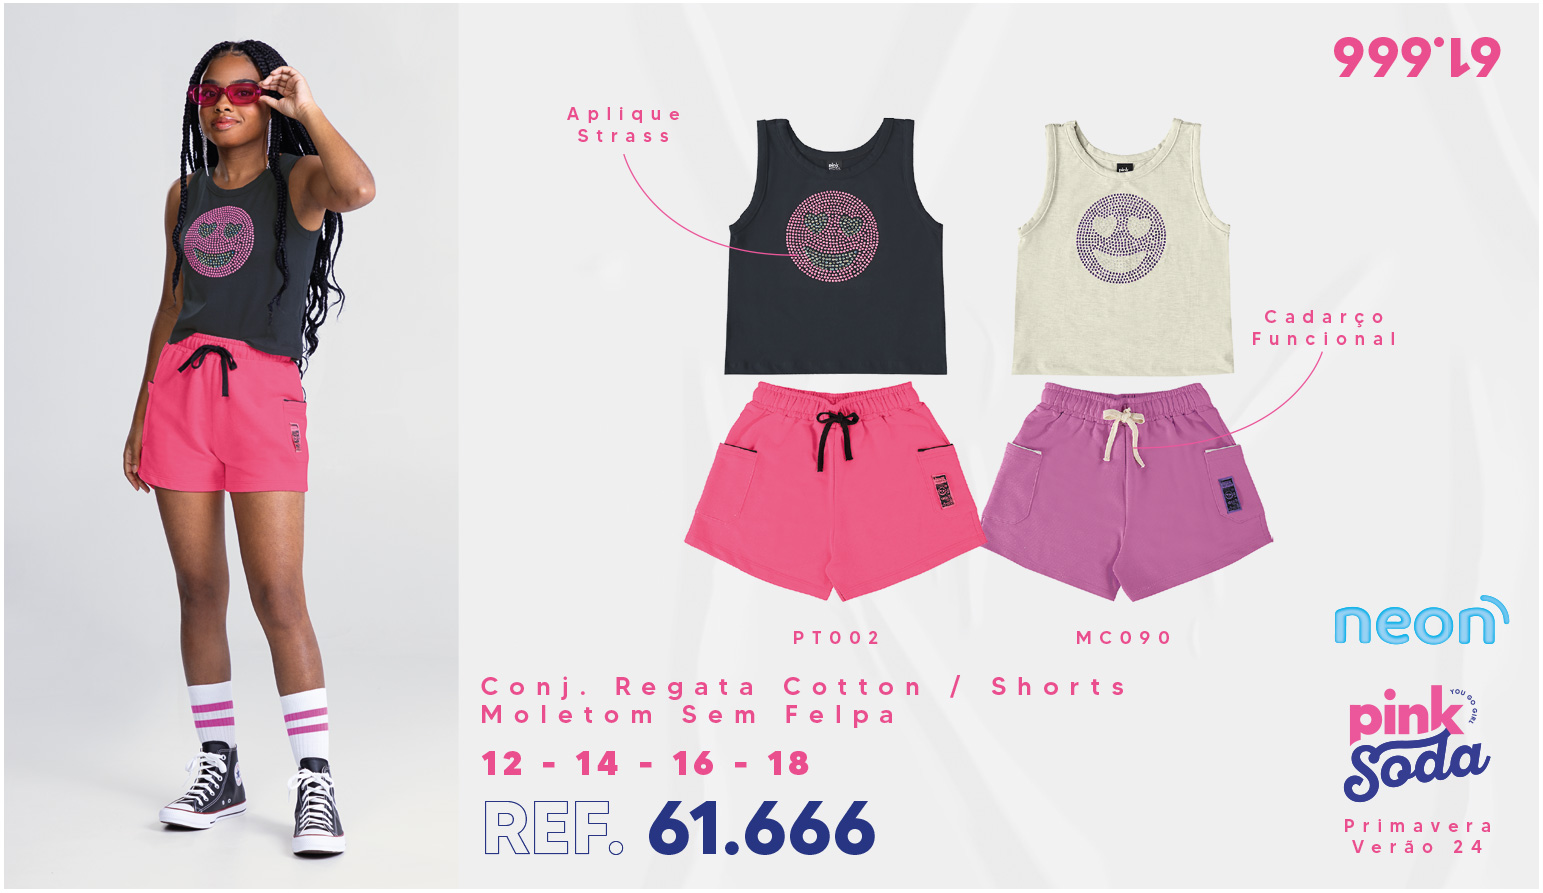 61.666
Aplique
Strass
pink
Cadarço
Funcional
PT002
MC090
neon
Conj. Regata Cotton / Shorts
Moletom Sem Felpa
12 - 14 - 16 - 18
REF. 61.666
pink
YOU GO GIRL
Soda
Primavera
Verão 24